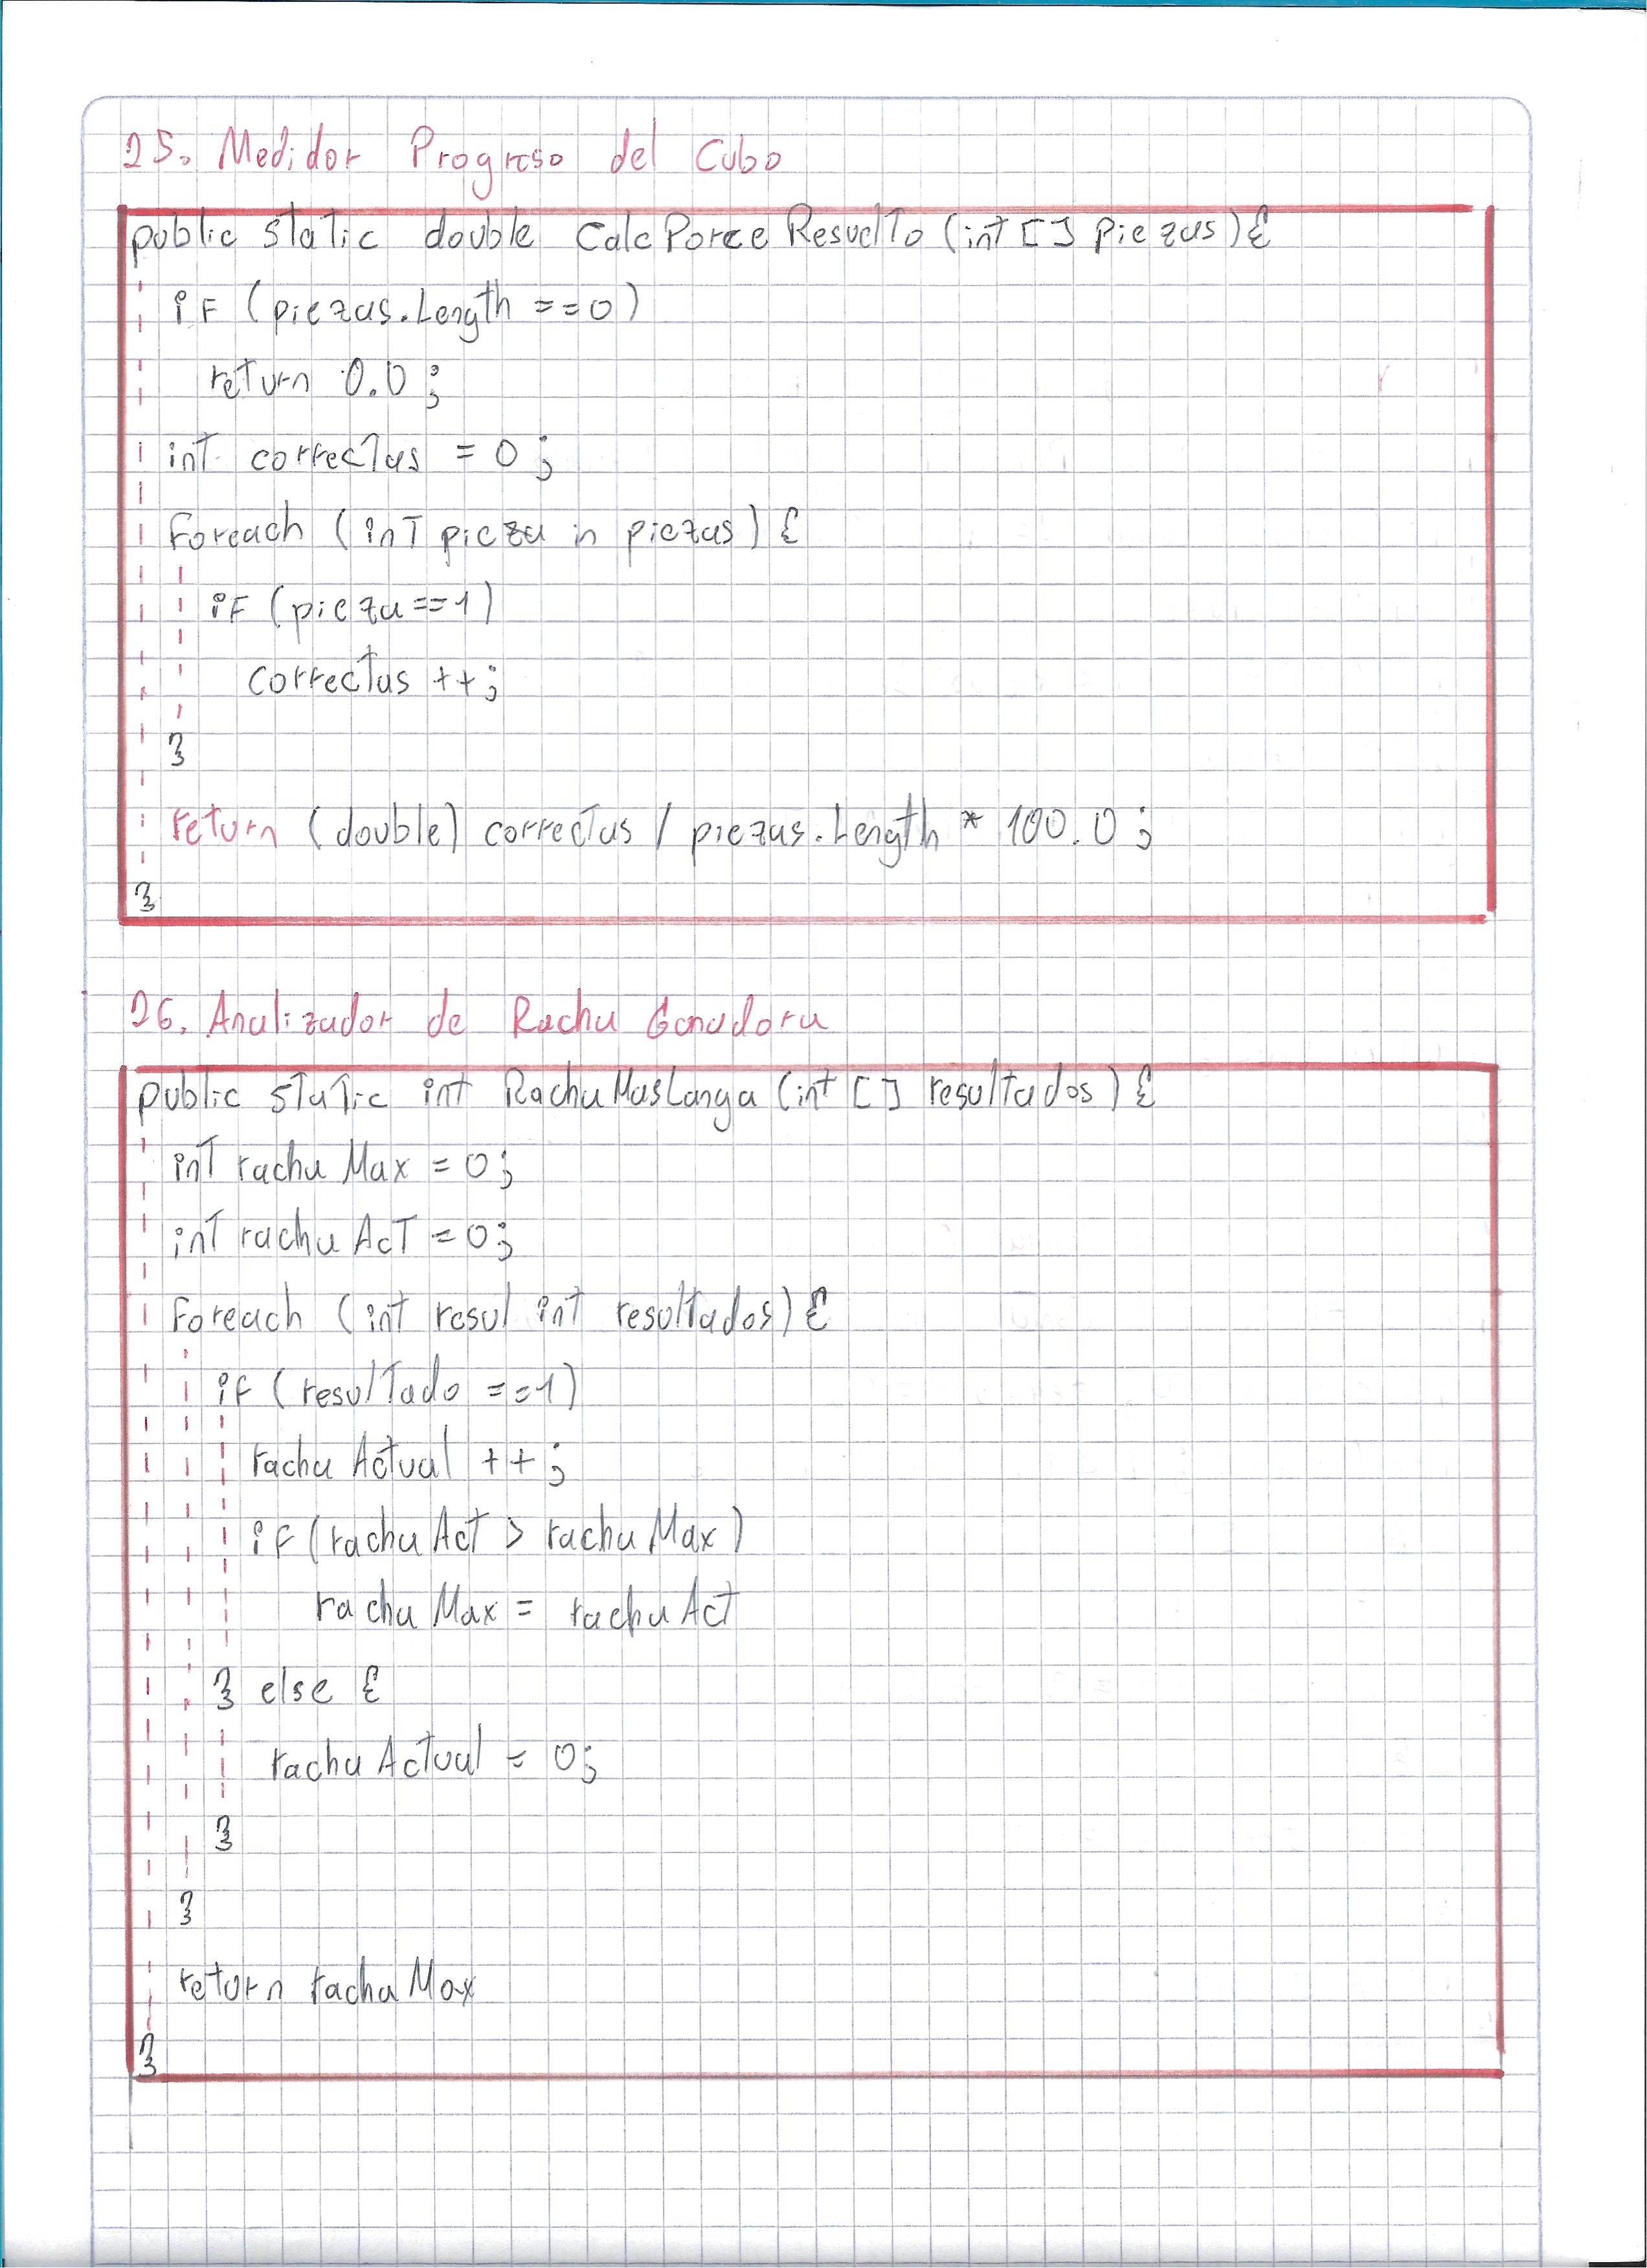 25. Medidor Progreso del Cubo
public static double CalcPorceResuelto (int [] piezas) {
if (piezas.Length == 0)
return 0.0;
int correctas = 0;
foreach (int pieza in piezas) {
if (pieza == 1)
correctas ++;
}
return (double) correctas / piezas.Length * 100.0;
}
26. Analizador de Racha Ganadora
public static int RachaMasLarga (int [] resultados) {
int rachaMax = 0;
int rachaAct = 0;
foreach (int resul int resultados) {
if (resultado == 1)
rachaActual ++;
if (rachaAct > rachaMax)
rachaMax = rachaAct
} else {
rachaActual = 0;
}
}
return rachaMax
}